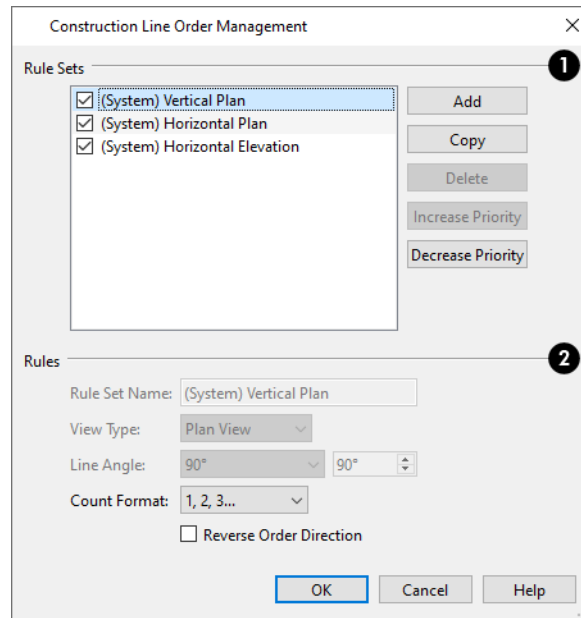 Construction Line Order Management
Rule Sets
1
(System) Vertical Plan
(System) Horizontal Plan
(System) Horizontal Elevation
Add
Copy
Delete
Increase Priority
Decrease Priority
Rules
2
Rule Set Name: (System) Vertical Plan
View Type: Plan View
Line Angle: 90° 90°
Count Format: 1, 2, 3...
Reverse Order Direction
OK Cancel Help